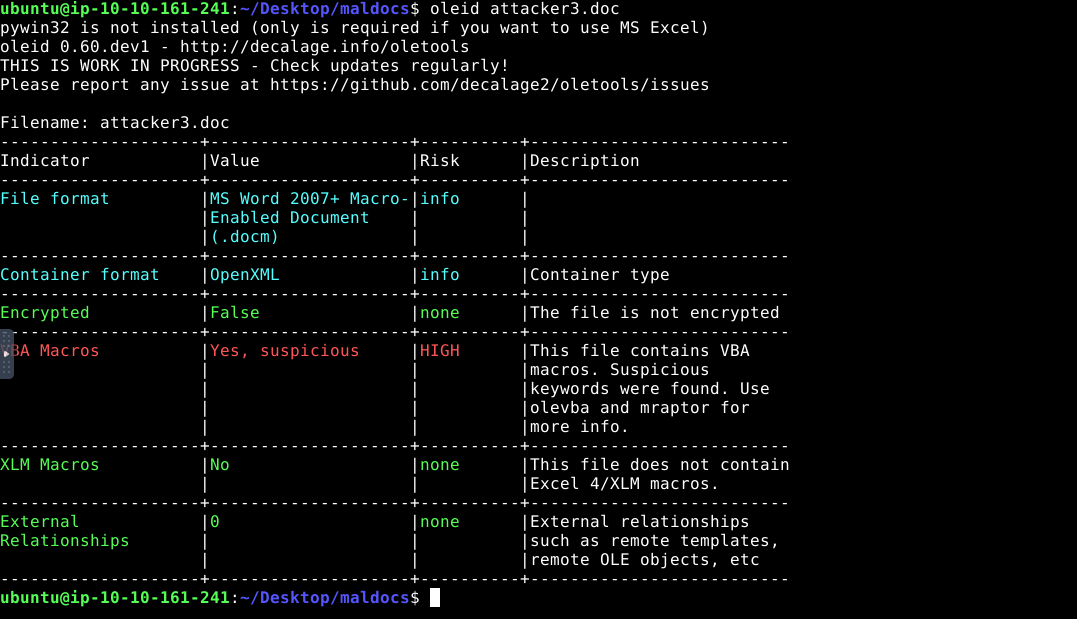 ubuntu@ip-10-10-161-241:~/Desktop/maldocs$ oleid attacker3.doc
pywin32 is not installed (only is required if you want to use MS Excel)
oleid 0.60.dev1 - http://decalage.info/oletools
THIS IS WORK IN PROGRESS - Check updates regularly!
Please report any issue at https://github.com/decalage2/oletools/issues

Filename: attacker3.doc
--------------------+--------------------+----------+--------------------------
Indicator           |Value               |Risk      |Description
--------------------+--------------------+----------+--------------------------
File format         |MS Word 2007+ Macro-|info      |
                    |Enabled Document    |          |
                    |(.docm)             |          |
--------------------+--------------------+----------+--------------------------
Container format    |OpenXML             |info      |Container type
--------------------+--------------------+----------+--------------------------
Encrypted           |False               |none      |The file is not encrypted
--------------------+--------------------+----------+--------------------------
VBA Macros          |Yes, suspicious     |HIGH      |This file contains VBA
                    |                    |          |macros. Suspicious
                    |                    |          |keywords were found. Use
                    |                    |          |olevba and mraptor for
                    |                    |          |more info.
--------------------+--------------------+----------+--------------------------
XLM Macros          |No                  |none      |This file does not contain
                    |                    |          |Excel 4/XLM macros.
--------------------+--------------------+----------+--------------------------
External            |0                   |none      |External relationships
Relationships       |                    |          |such as remote templates,
                    |                    |          |remote OLE objects, etc
--------------------+--------------------+----------+--------------------------
ubuntu@ip-10-10-161-241:~/Desktop/maldocs$